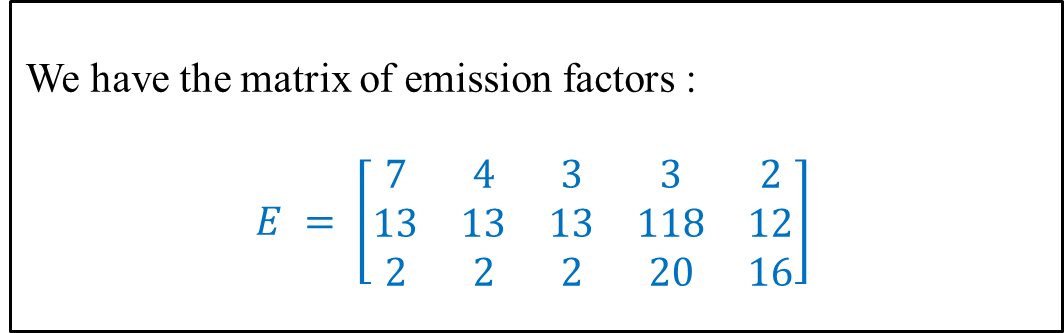 We have the matrix of emission factors :
7 4 3 3 2
E = 13 13 13 118 12
2 2 2 20 16